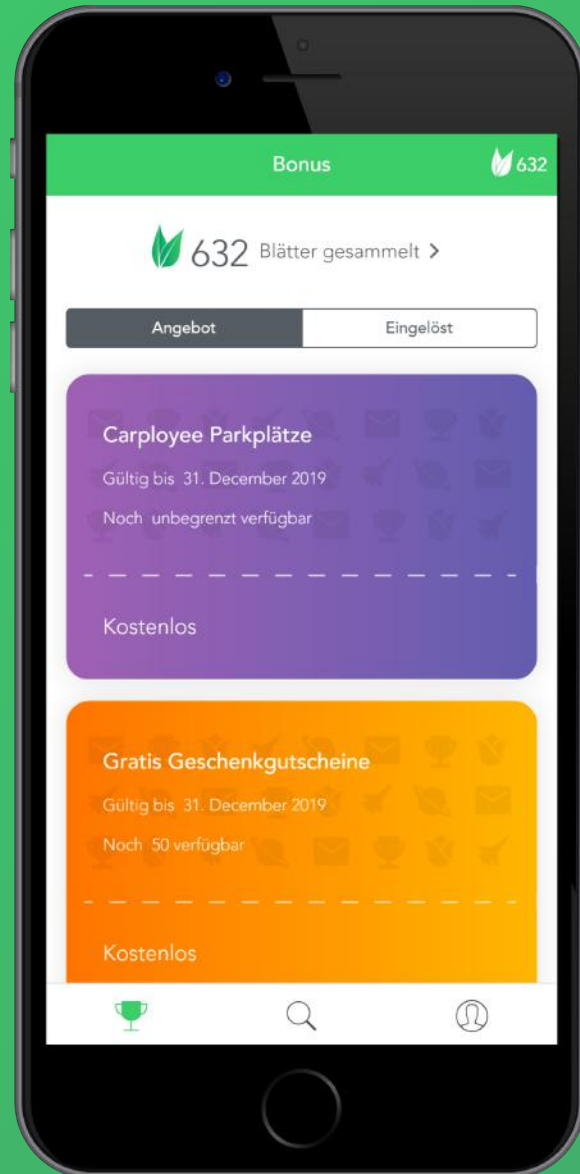 Bonus
632
632 Blätter gesammelt >
Angebot
Eingelöst
Carployee Parkplätze
Gültig bis 31. December 2019
Noch unbegrenzt verfügbar
Kostenlos
Gratis Geschenkgutscheine
Gültig bis 31. December 2019
Noch 50 verfügbar
Kostenlos